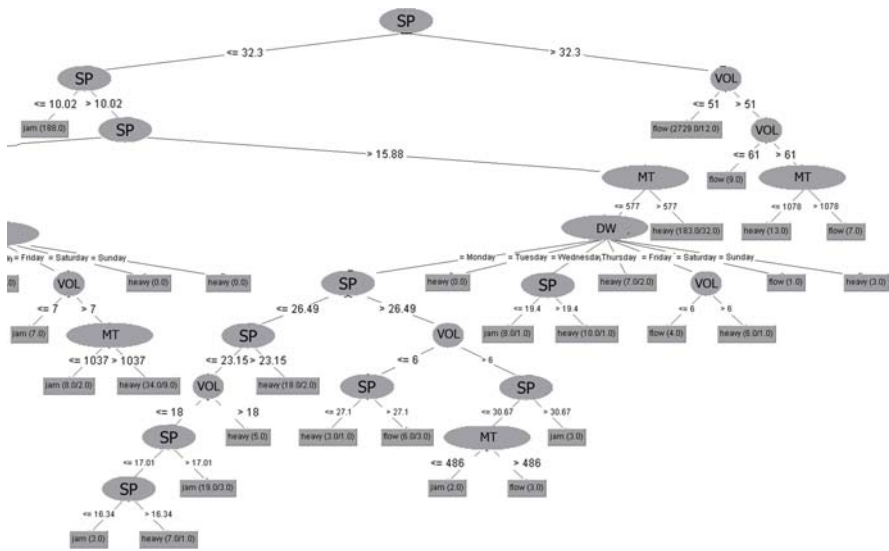 SP
<= 32.3 > 32.3
SP VOL
<= 10.02 > 10.02 <= 51 > 51
jam (188.0) SP flow (2729.0/12.0) VOL
> 15.88 <= 61 > 61
MT flow (9.0) MT
<= 577 > 577 <= 1078 > 1078
DW heavy (183.0/32.0) heavy (13.0) flow (7.0)
= Friday = Saturday = Sunday = Monday = Tuesday = Wednesday Thursday = Friday = Saturday = Sunday
VOL heavy (0.0) heavy (0.0) SP heavy (0.0) SP heavy (7.0/2.0) VOL flow (1.0) heavy (3.0)
<= 7 > 7 <= 26.49 > 26.49 <= 19.4 > 19.4 <= 6 > 6
jam (7.0) MT SP VOL jam (8.0/1.0) heavy (10.0/1.0) flow (4.0) heavy (6.0/1.0)
<= 1037 > 1037 <= 23.15 > 23.15 <= 6 > 6
jam (8.0/2.0) heavy (34.0/9.0) VOL heavy (18.0/2.0) SP SP
<= 18 > 18 <= 27.1 > 27.1 <= 30.67 > 30.67
SP heavy (5.0) heavy (3.0/1.0) flow (6.0/3.0) MT jam (3.0)
<= 17.01 > 17.01 <= 486 > 486
SP jam (19.0/3.0) jam (2.0) flow (3.0)
<= 16.34 > 16.34
jam (3.0) heavy (7.0/1.0)